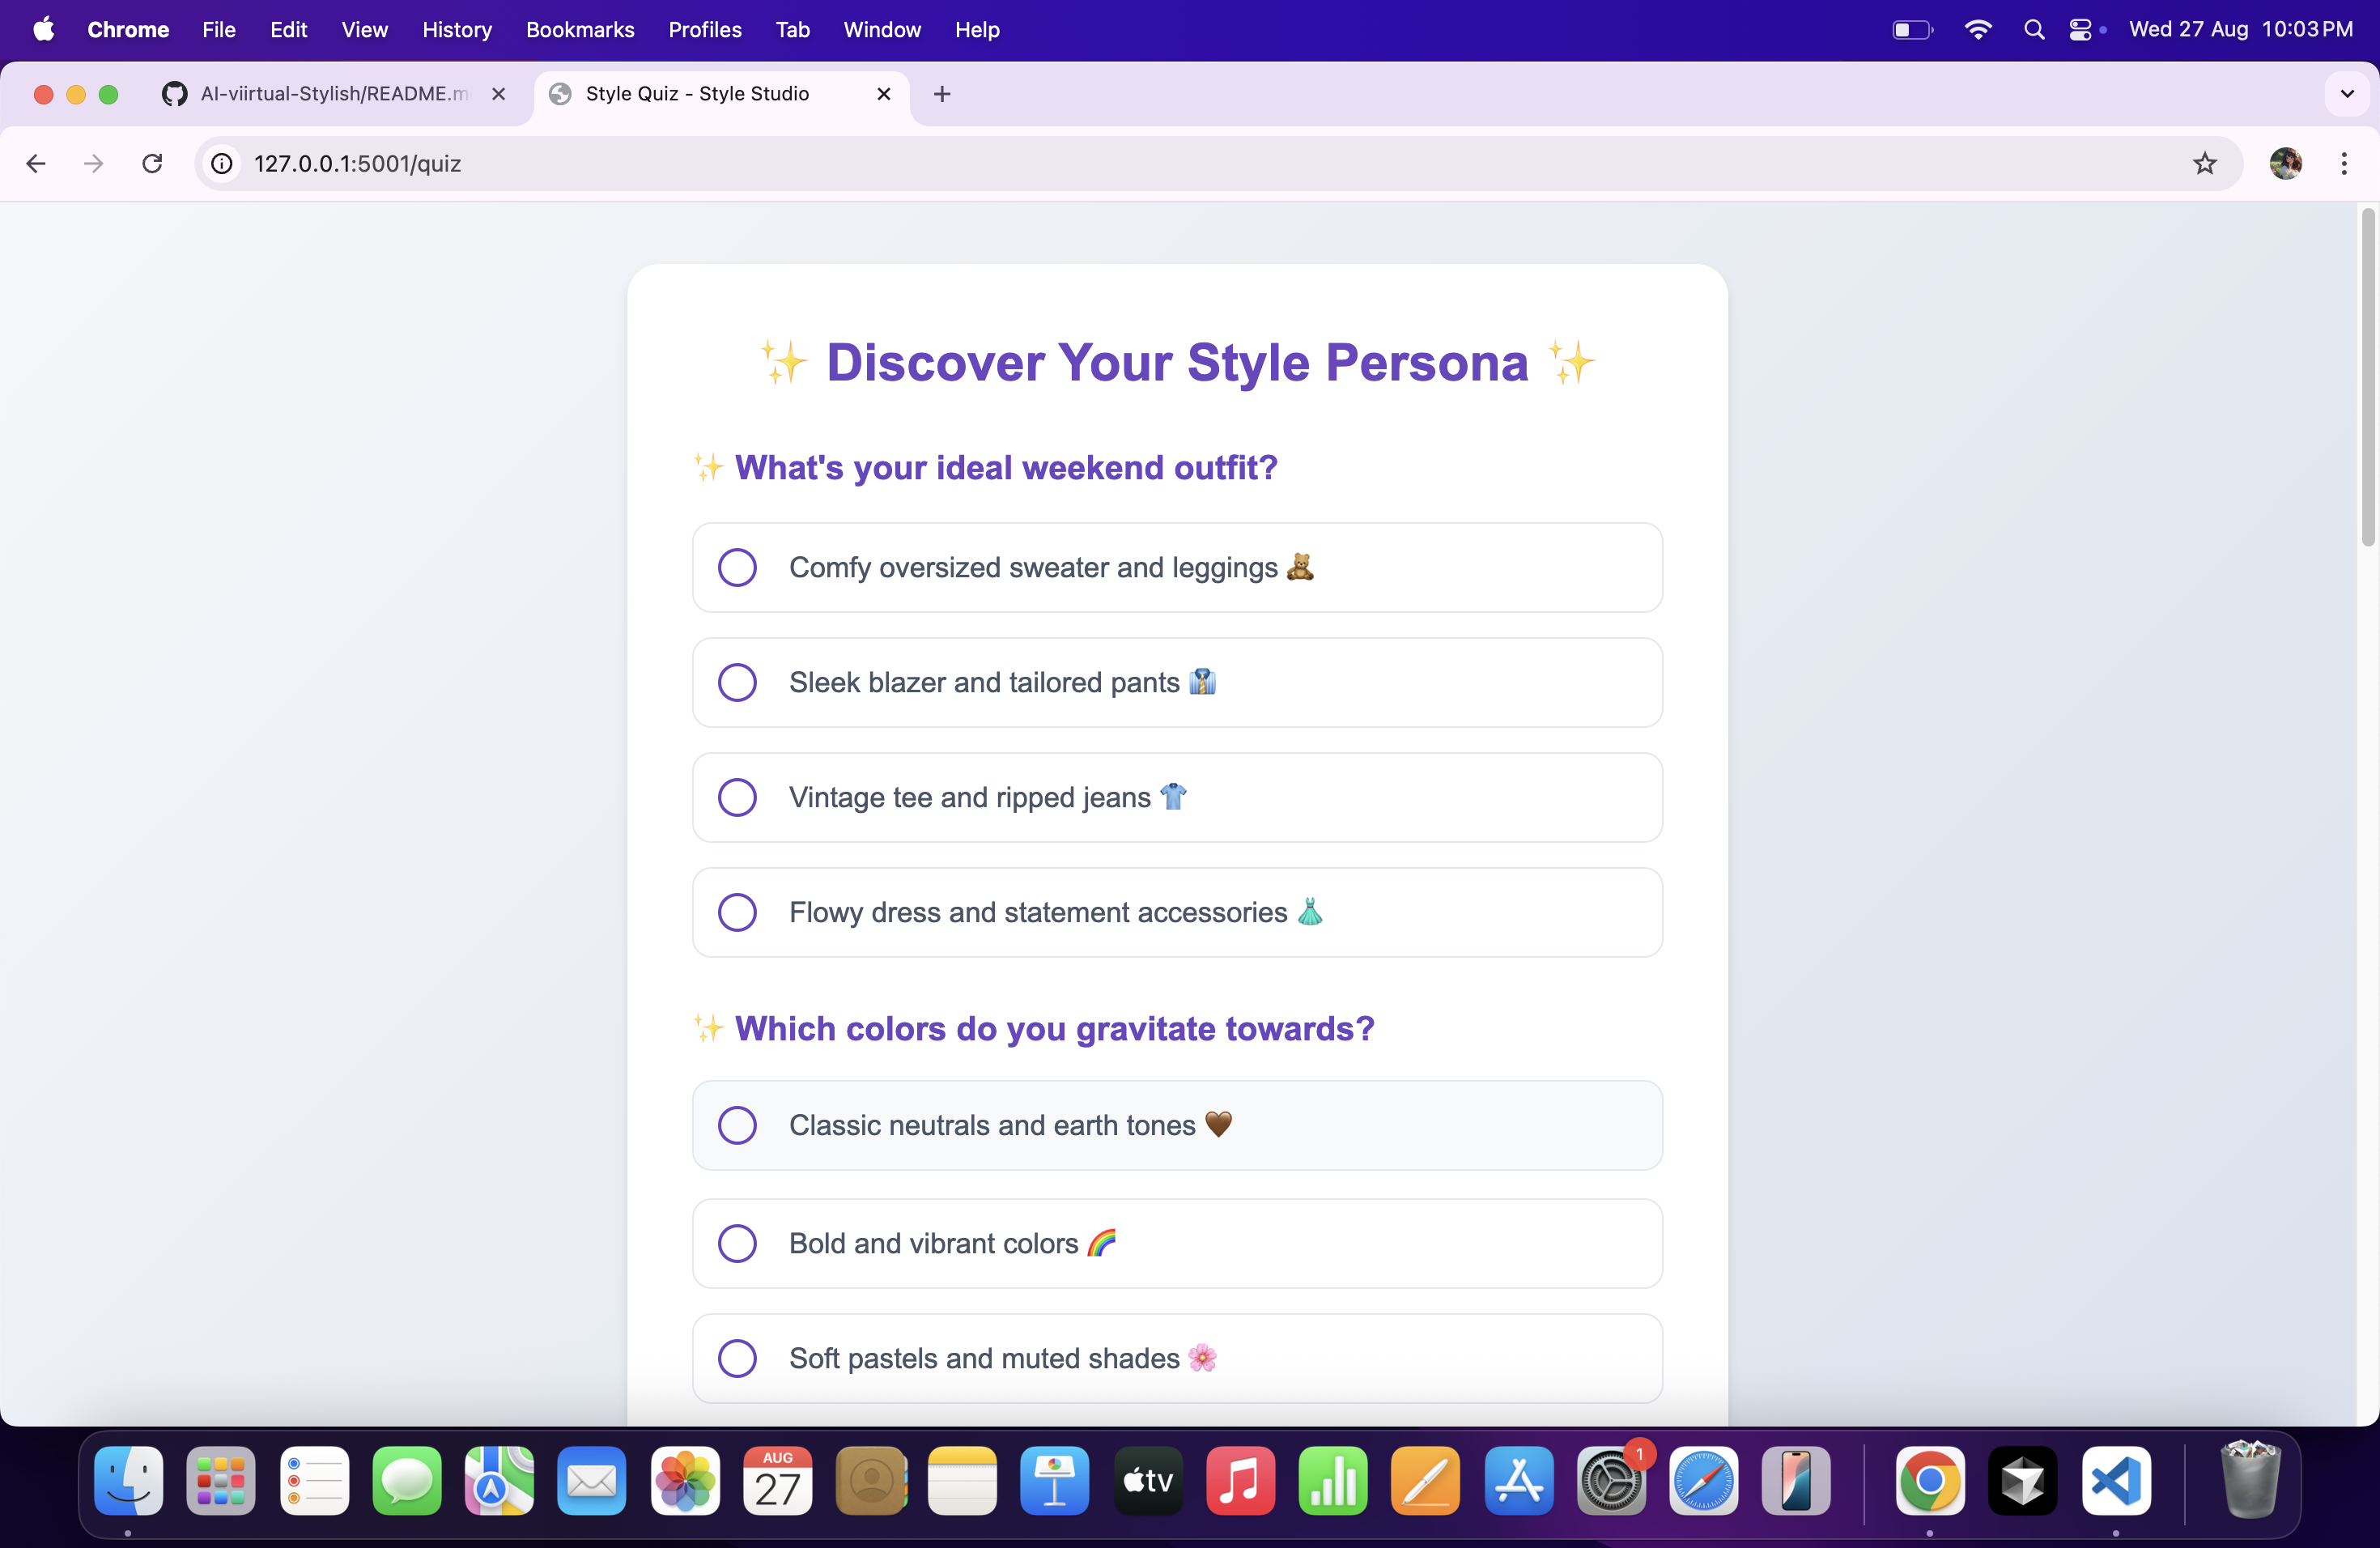 Chrome File Edit View History Bookmarks Profiles Tab Window Help Wed 27 Aug 10:03 PM
AI-viirtual-Stylish/README.m Style Quiz - Style Studio
127.0.0.1:5001/quiz
✨ Discover Your Style Persona ✨
✨ What's your ideal weekend outfit?
Comfy oversized sweater and leggings 🧸
Sleek blazer and tailored pants 👔
Vintage tee and ripped jeans 👕
Flowy dress and statement accessories 👗
✨ Which colors do you gravitate towards?
Classic neutrals and earth tones 🤎
Bold and vibrant colors 🌈
Soft pastels and muted shades 🌸
AUG
27
tv
1